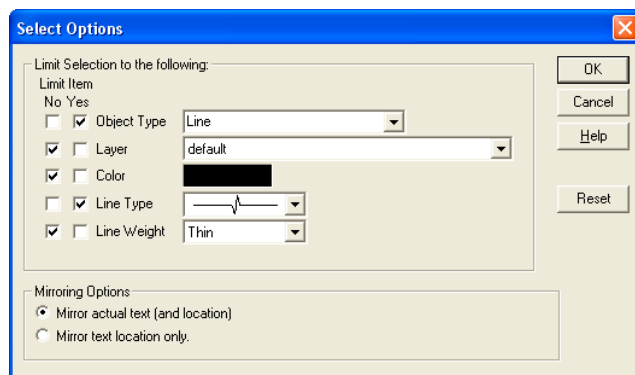 Select Options
Limit Selection to the following:
Limit Item
No Yes
Object Type Line
Layer default
Color
Line Type
Line Weight Thin
OK
Cancel
Help
Reset
Mirroring Options
Mirror actual text (and location)
Mirror text location only.